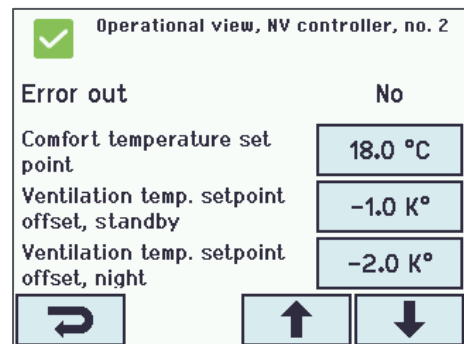 Operational view, NV controller, no. 2
Error out No
Comfort temperature set
point
18.0 °C
Ventilation temp. setpoint
offset, standby
-1.0 K°
Ventilation temp. setpoint
offset, night
-2.0 K°